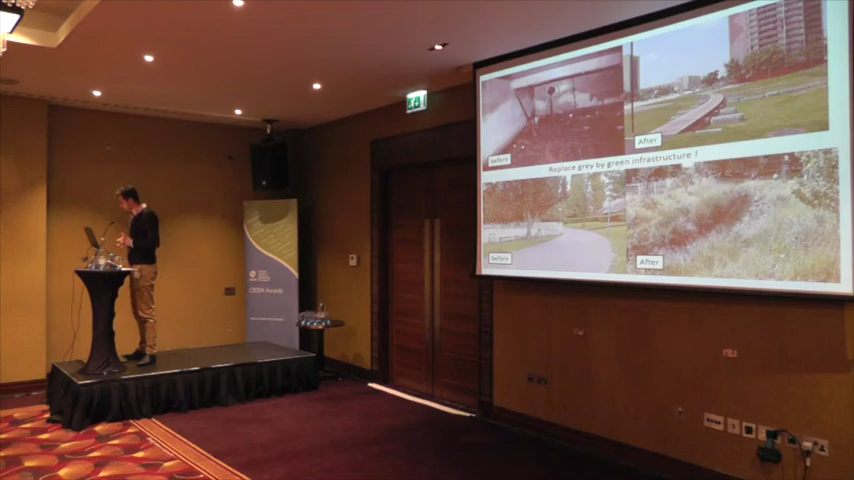 before
After
Replace grey by green infrastructure !
before
After
CIEEM Awards